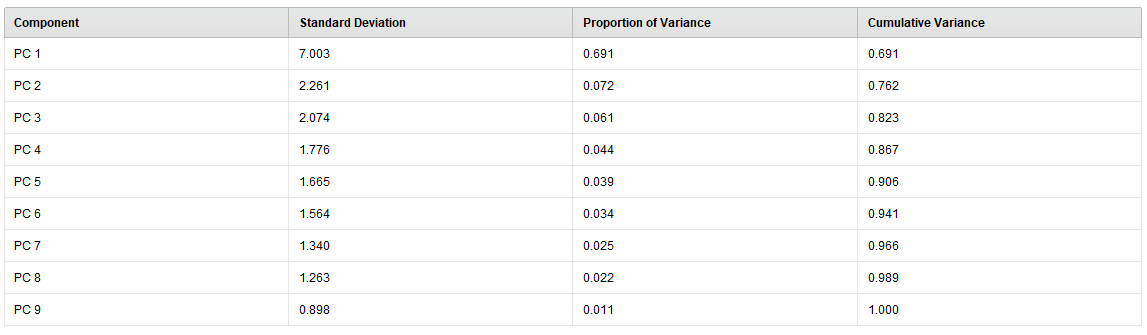 Component Standard Deviation Proportion of Variance Cumulative Variance
PC 1 7.003 0.691 0.691
PC 2 2.261 0.072 0.762
PC 3 2.074 0.061 0.823
PC 4 1.776 0.044 0.867
PC 5 1.665 0.039 0.906
PC 6 1.564 0.034 0.941
PC 7 1.340 0.025 0.966
PC 8 1.263 0.022 0.989
PC 9 0.898 0.011 1.000